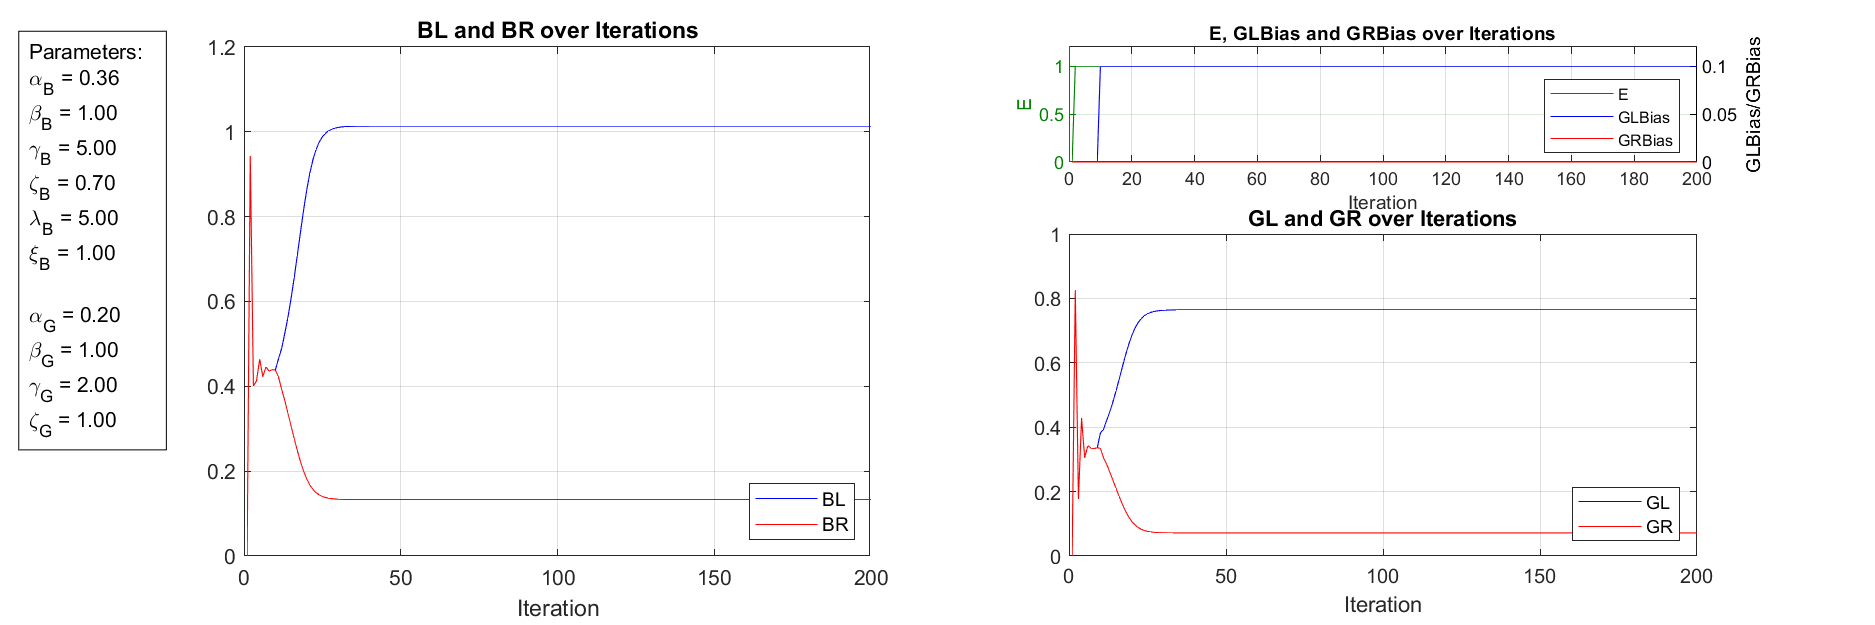 Parameters:
α_B = 0.36
β_B = 1.00
γ_B = 5.00
ζ_B = 0.70
λ_B = 5.00
ξ_B = 1.00
α_G = 0.20
β_G = 1.00
γ_G = 2.00
ζ_G = 1.00
BL and BR over Iterations
1.2
1
0.8
0.6
0.4
0.2
0
0 50 100 150 200
Iteration
BL
BR
E, GLBias and GRBias over Iterations
E
1
0.5
0
0.1
0.05
0
GLBias/GRBias
E
GLBias
GRBias
0 20 40 60 80 100 120 140 160 180 200
Iteration
GL and GR over Iterations
1
0.8
0.6
0.4
0.2
0
GL
GR
0 50 100 150 200
Iteration